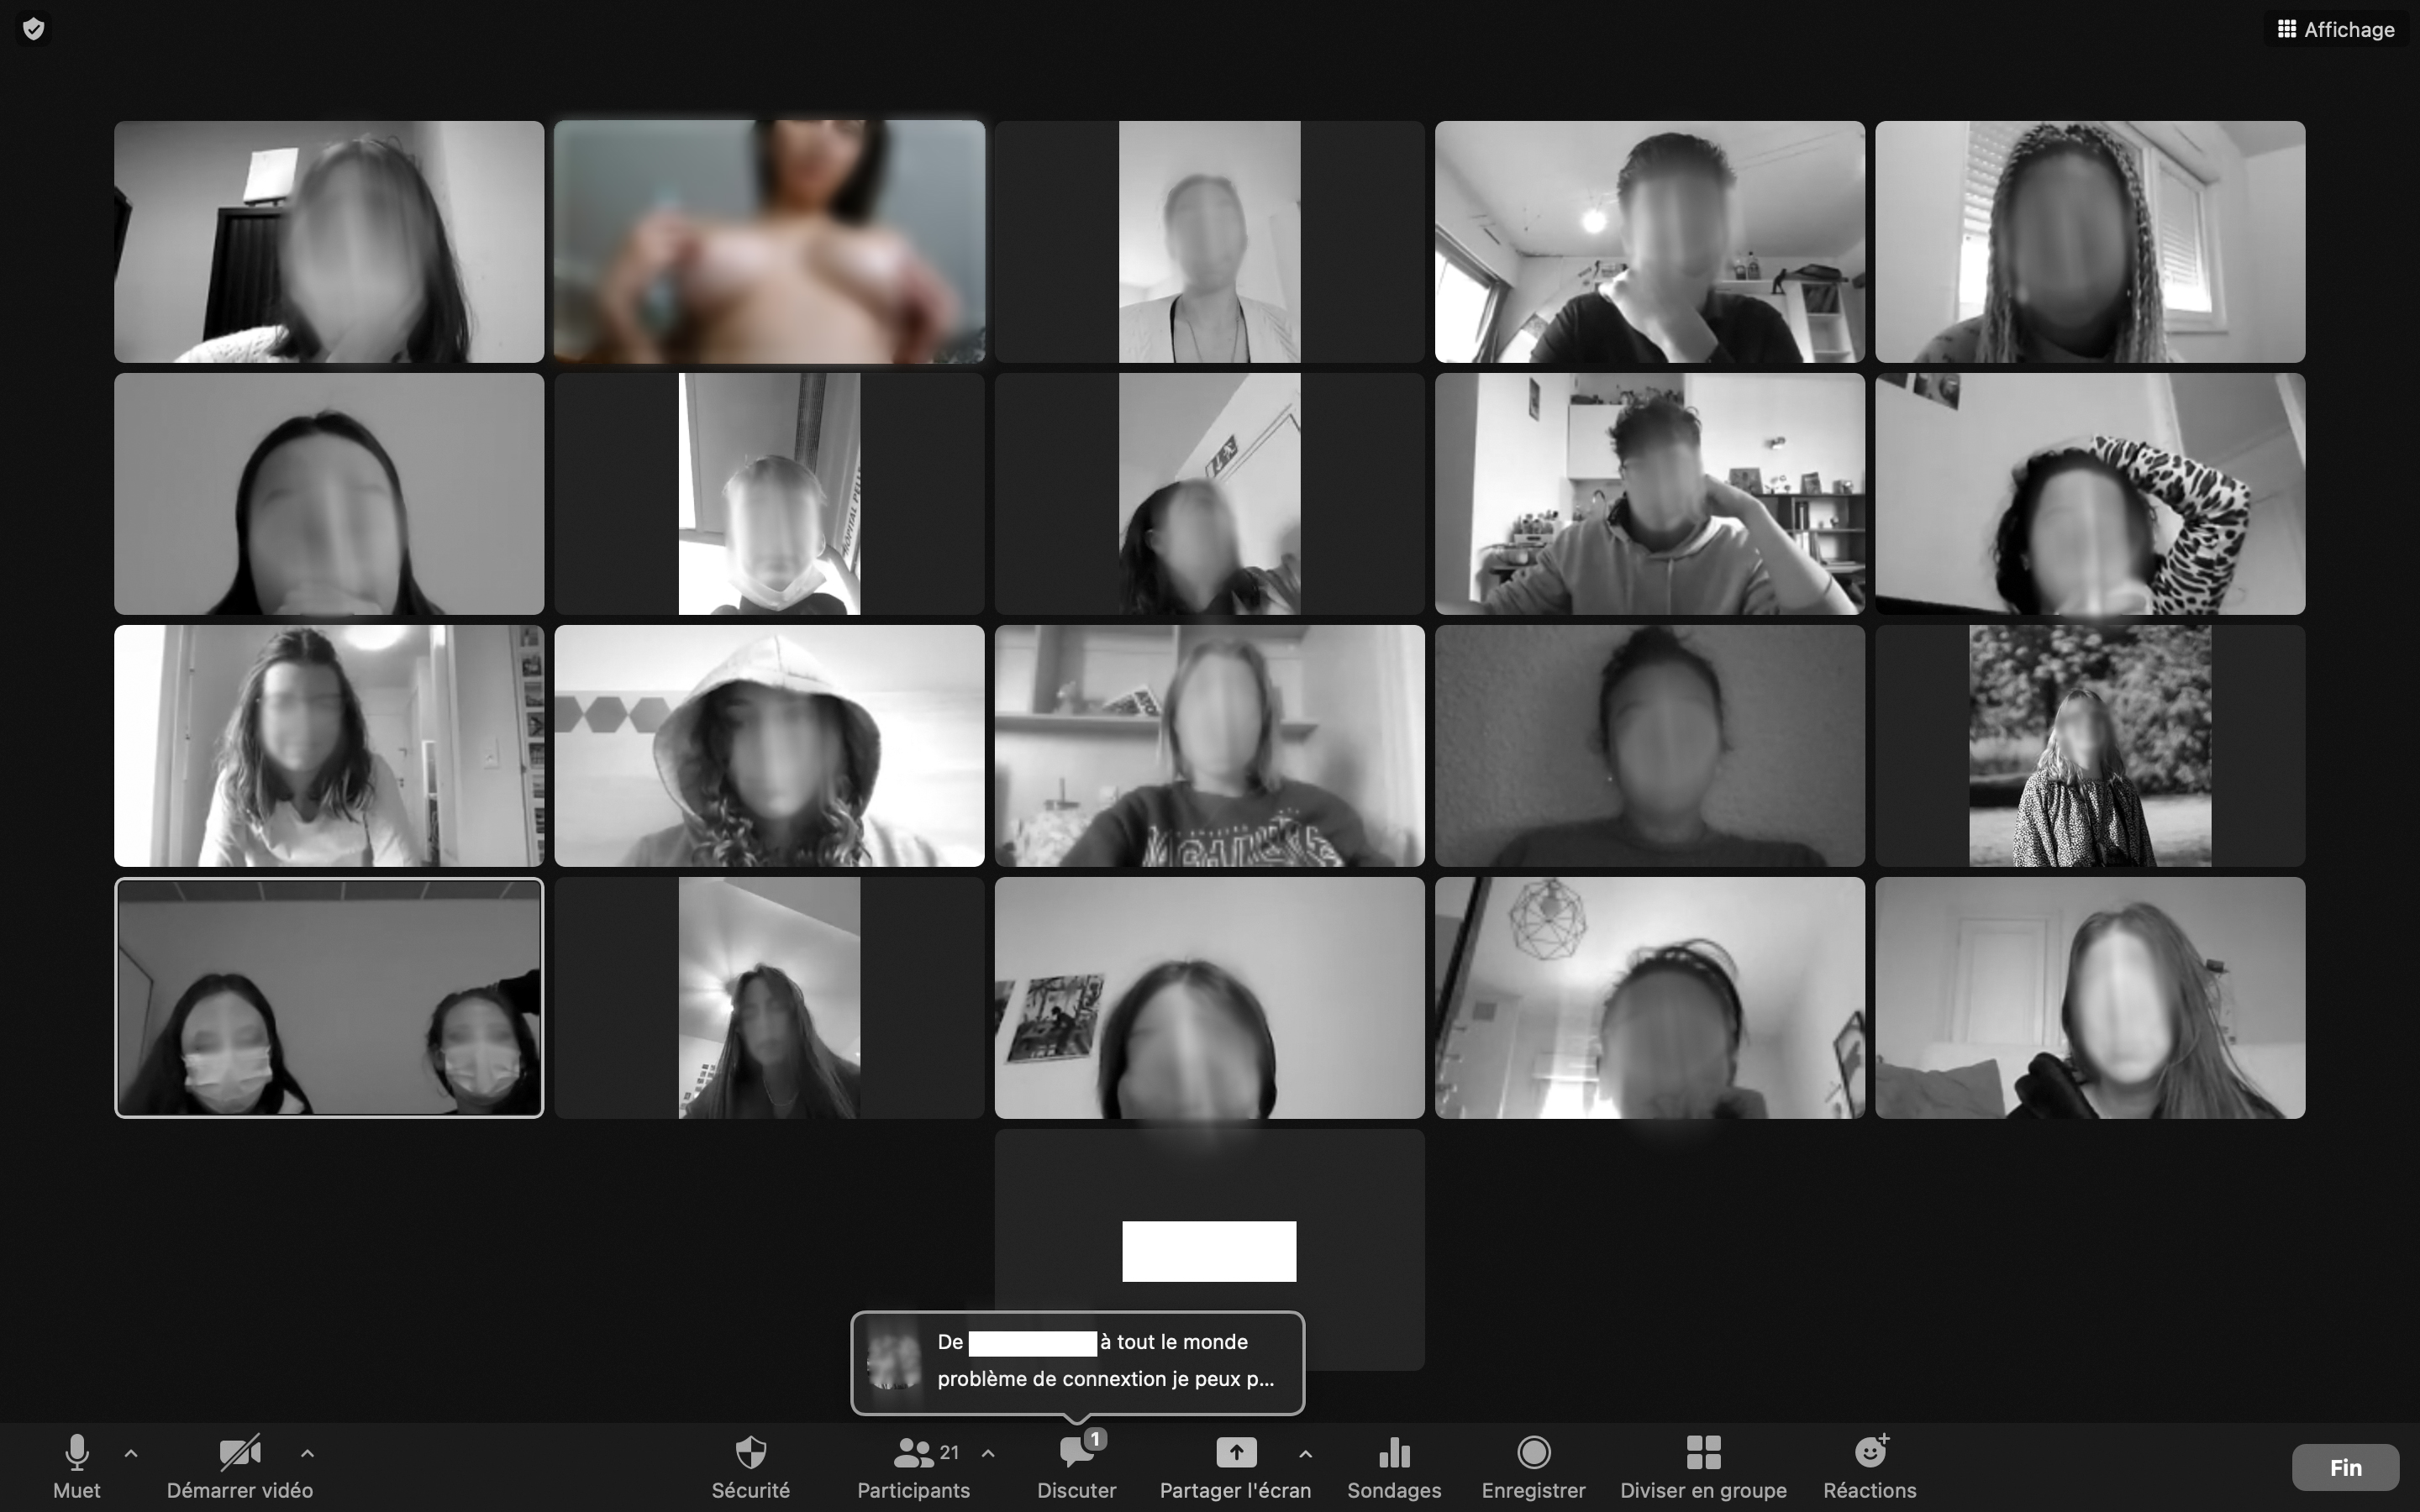 Affichage
HOPITAL
De
à tout le monde
problème de connextion je peux p...
1
21
Muet
Démarrer vidéo
Sécurité
Participants
Discuter
Partager l'écran
Sondages
Enregistrer
Diviser en groupe
Réactions
Fin